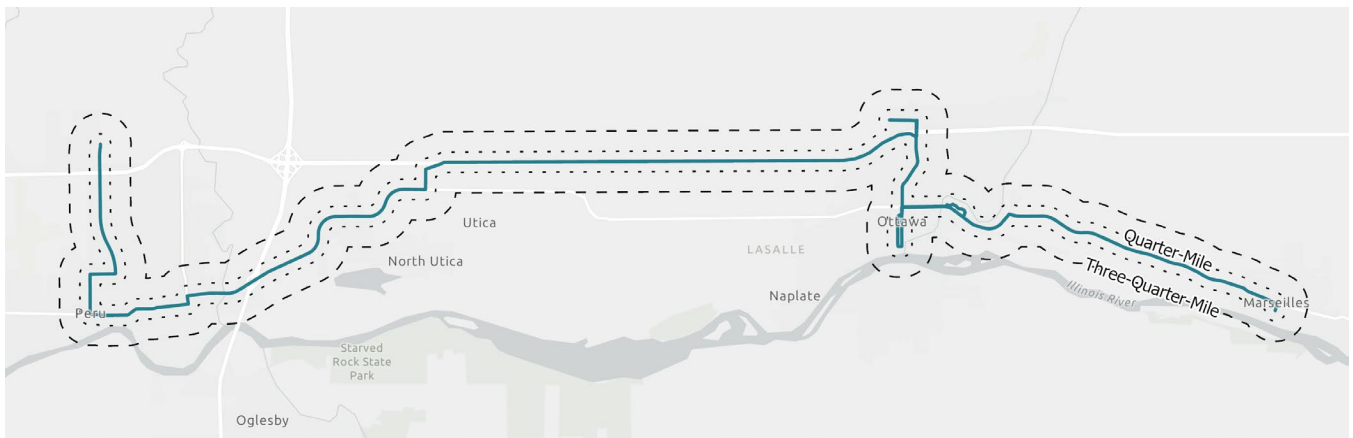 Utica
Ottawa
Quarter-Mile
LASALLE
North Utica
Three-Quarter-Mile
Naplate
Illinois River
Marseilles
Peru
Starved
Rock State
Park
Oglesby